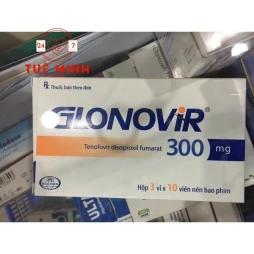 24 7
TUỆ MINH
Rx Thuốc bán theo đơn
GLONOVIR®
Tenofovir disoproxil fumarat 300 mg
Hộp 3 vỉ x 10 viên nén bao phim
ULT